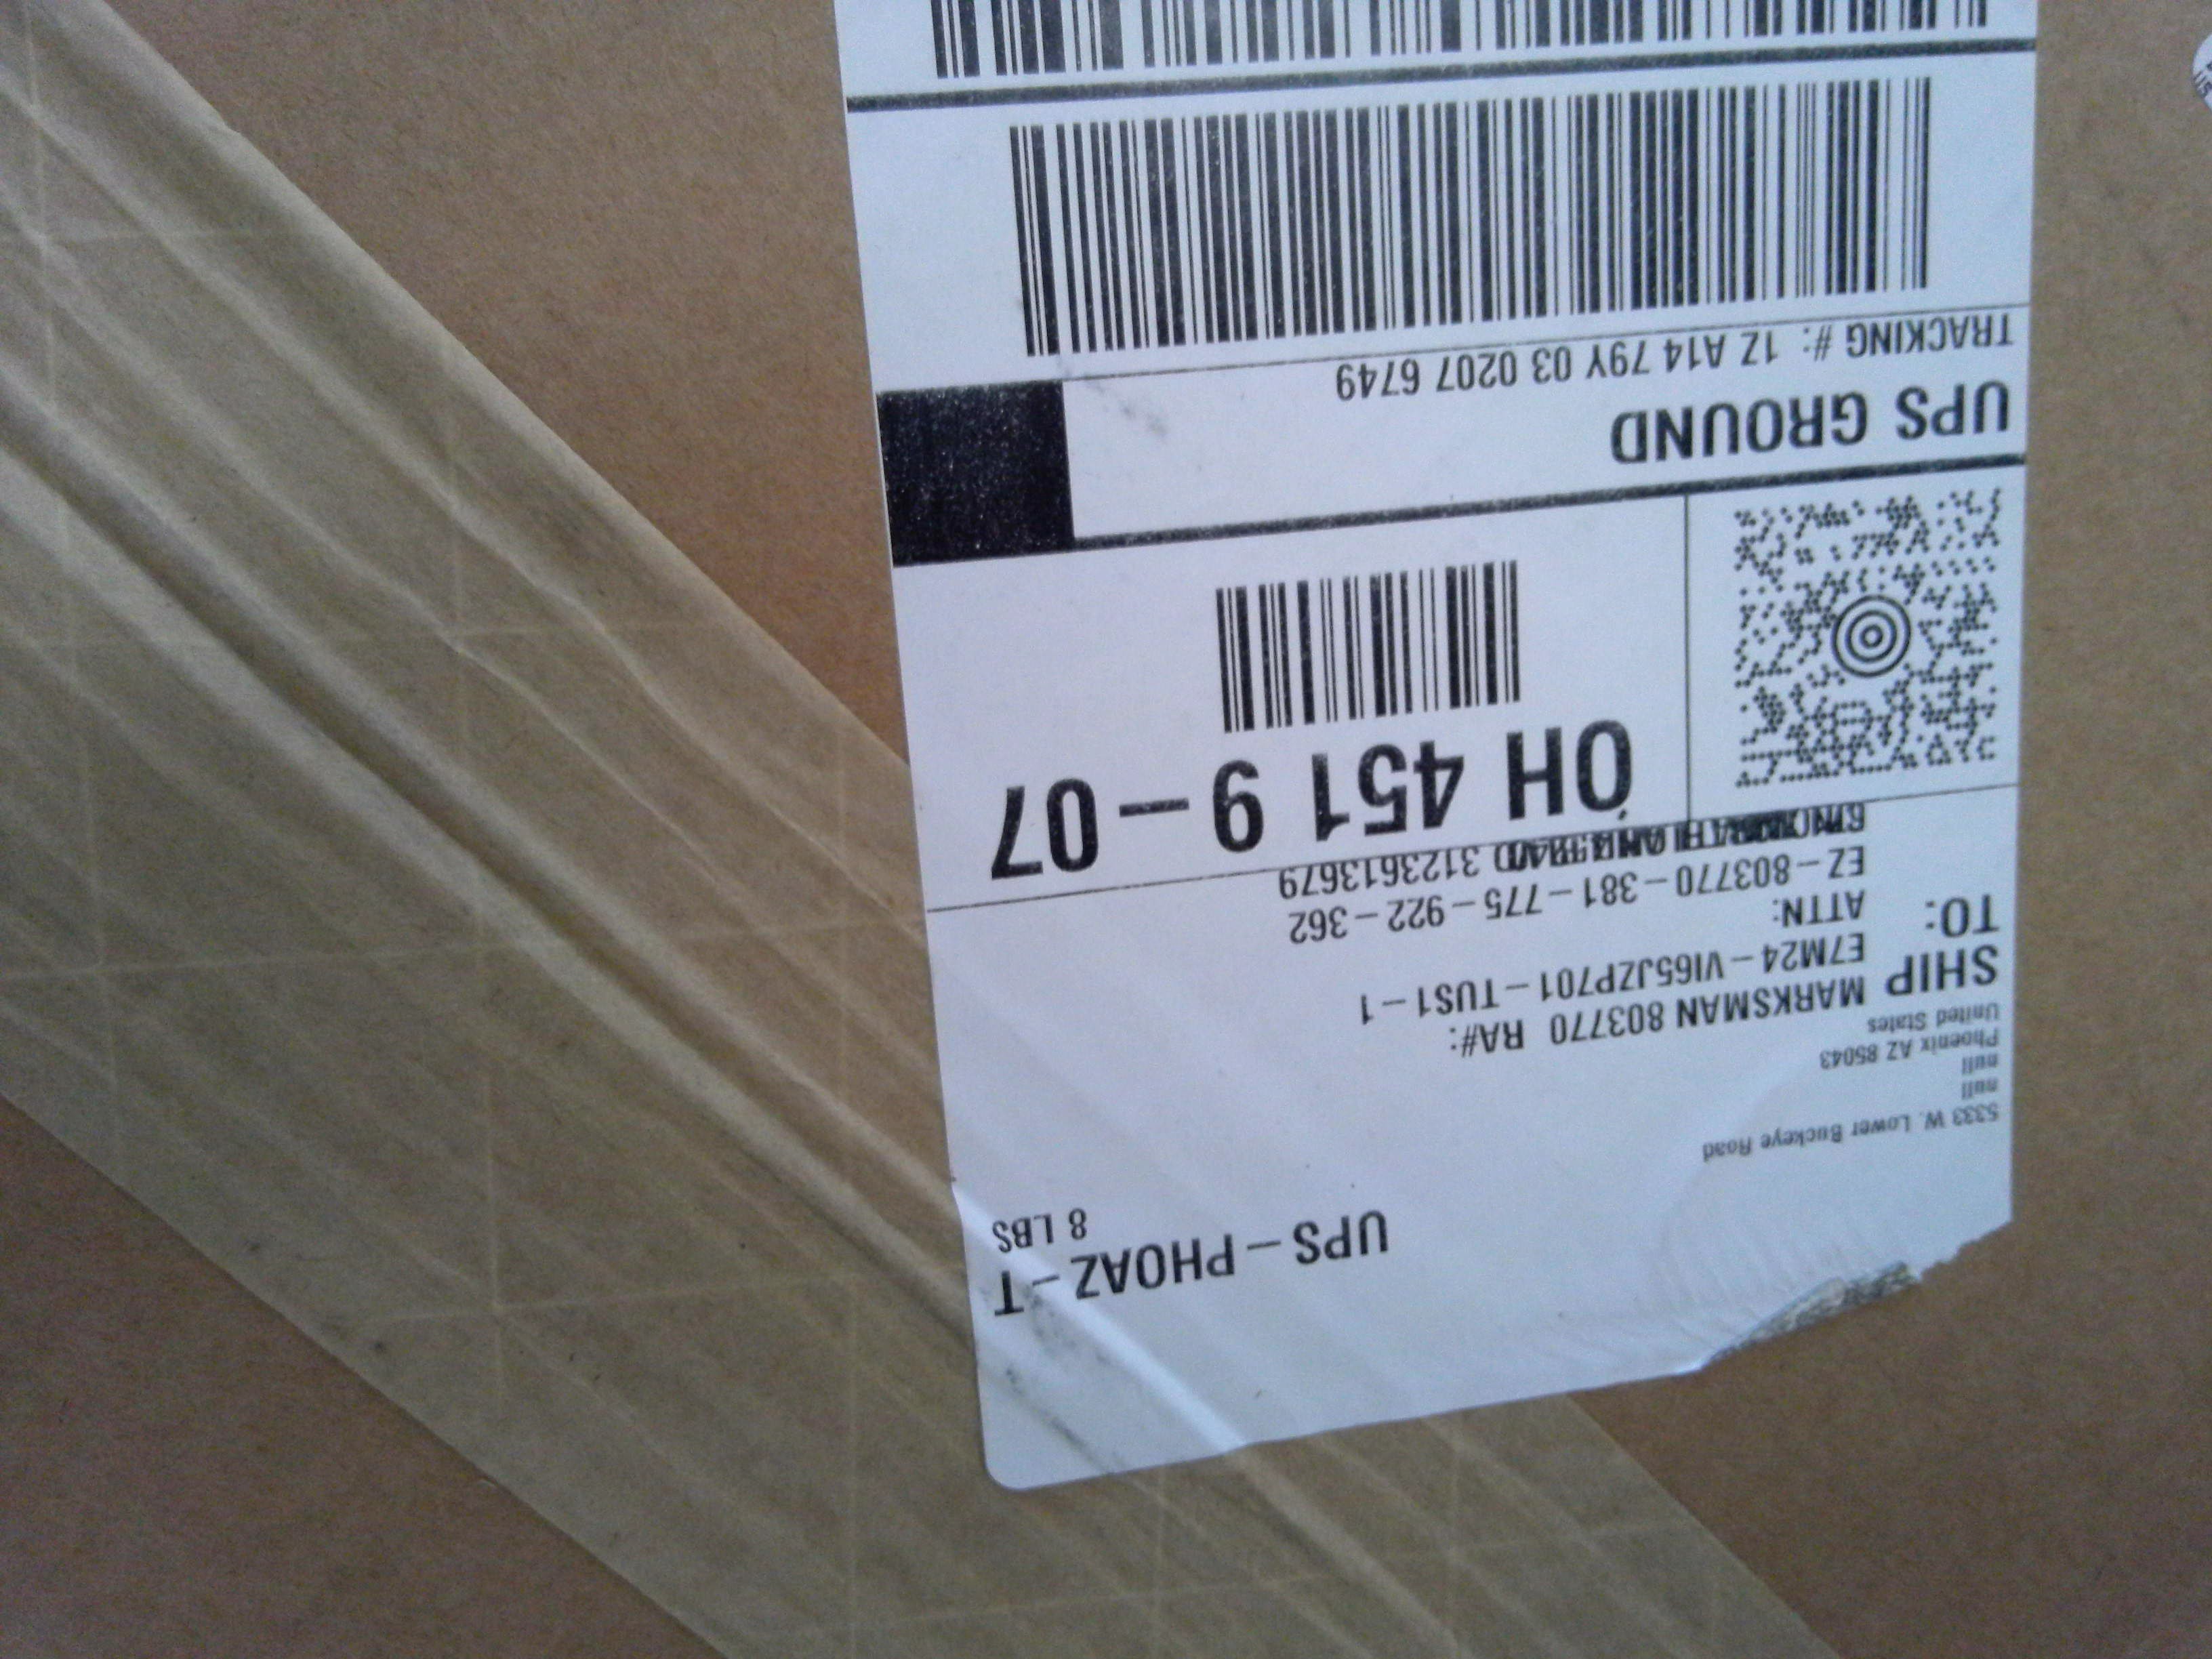 UPS-PHOAZ-T
8 LBS
5333 W. Lower Buckeye Road
null
null
Phoenix AZ 85043
United States
SHIP TO:
MARKSMAN 803770 RA#:
E7M24-VI65JZP701-TUS1-1
ATTN:
EZ-803770-381-775-922-362
3123613679
OH 451 9-07
UPS GROUND
TRACKING #: 1Z A14 79Y 03 0207 6749